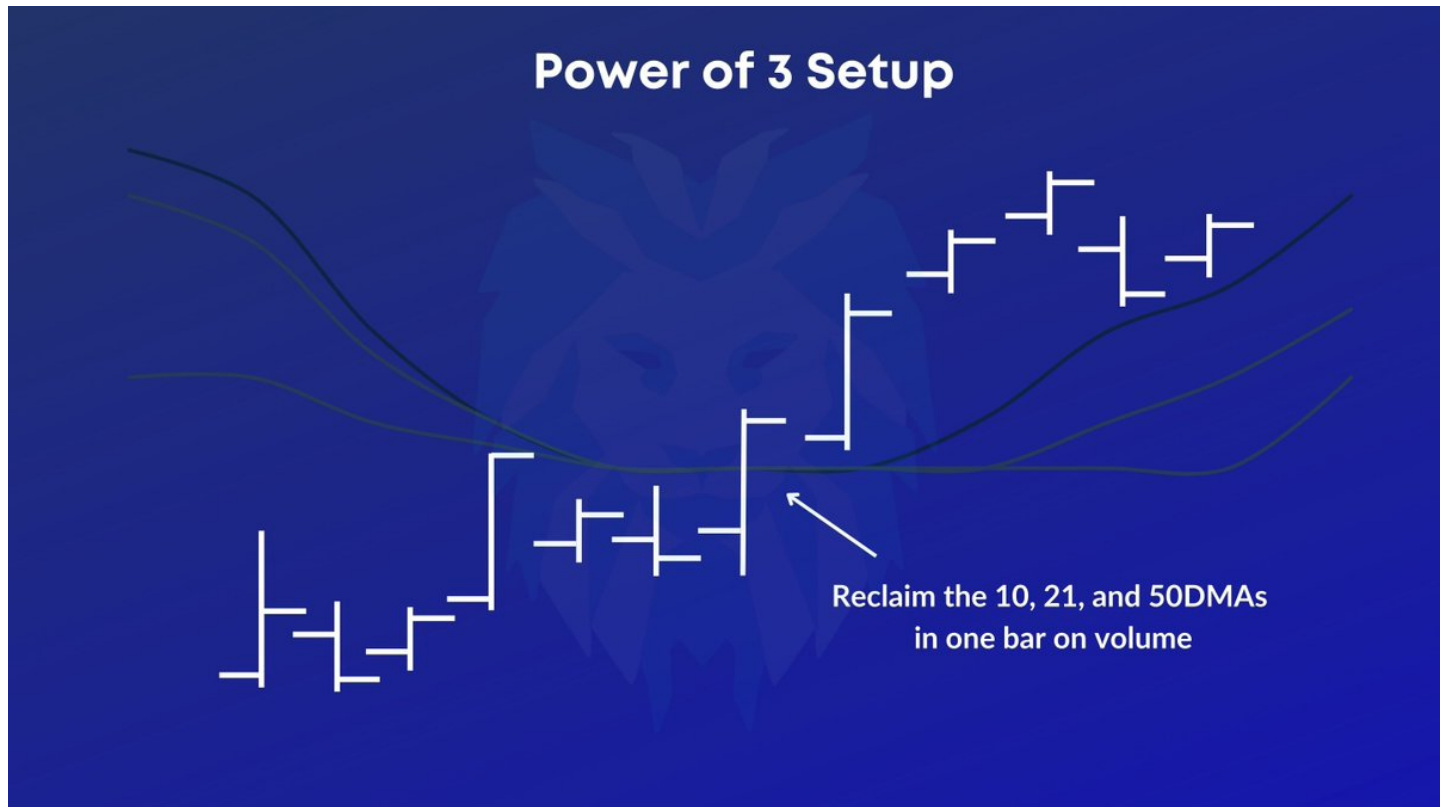 Power of 3 Setup
Reclaim the 10, 21, and 50DMAs
in one bar on volume